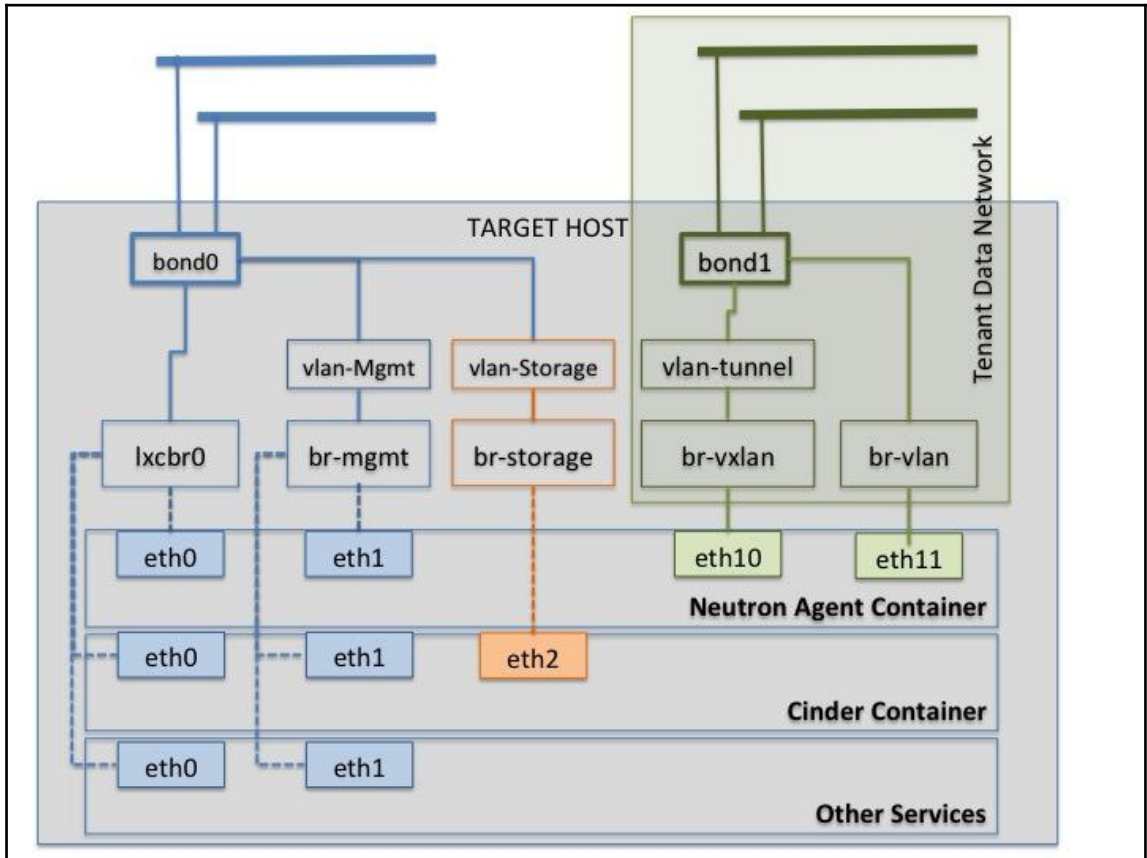 TARGET HOST
Tenant Data Network
bond0
bond1
vlan-Mgmt
vlan-Storage
vlan-tunnel
lxcbr0
br-mgmt
br-storage
br-vxlan
br-vlan
eth0
eth1
eth10
eth11
Neutron Agent Container
eth0
eth1
eth2
Cinder Container
eth0
eth1
Other Services